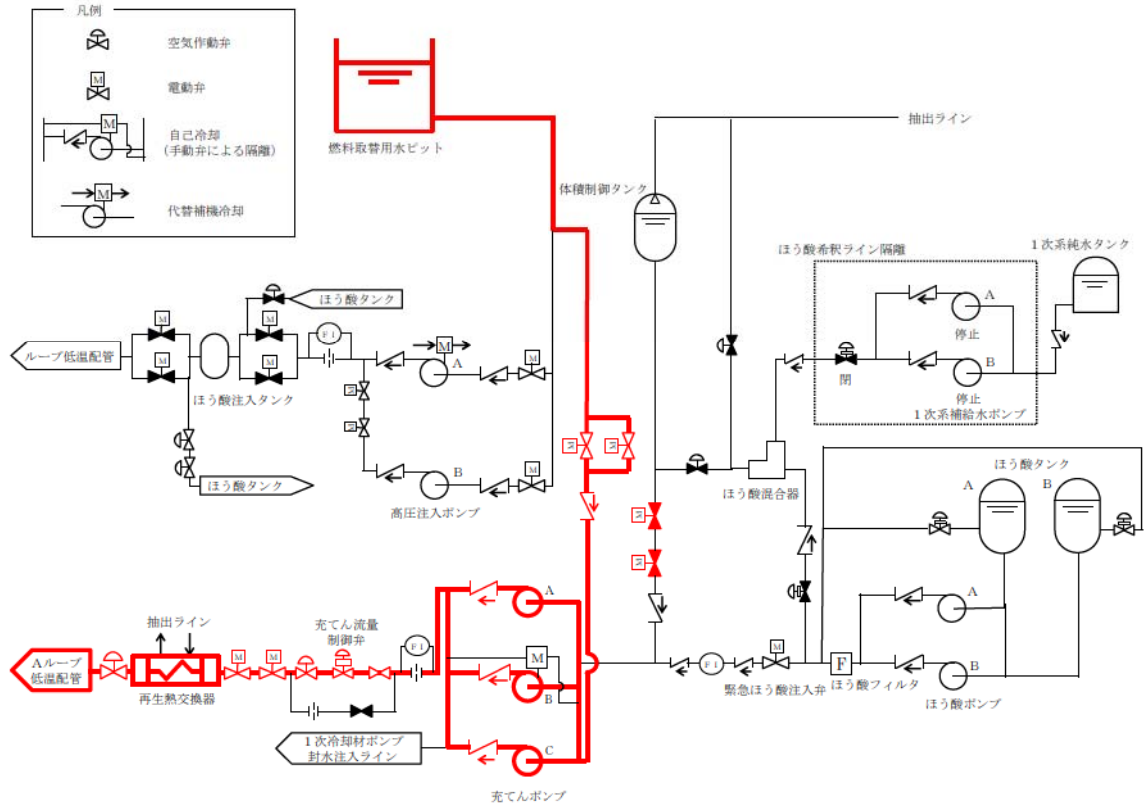 凡例
空気作動弁
M
電動弁
M
自己冷却
(手動弁による隔離)
M
代替補機冷却
燃料取替用水ピット
抽出ライン
体積制御タンク
ほう酸希釈ライン隔離
1次系純水タンク
A
停止
B
停止
閉
1次系補給水ポンプ
ほう酸タンク
M
M
FI
M
A
M
ループ低温配管
M
M
ほう酸注入タンク
M
M
B
M
ほう酸タンク
高圧注入ポンプ
M
M
ほう酸混合器
ほう酸タンク
A
B
M
M
抽出ライン
充てん流量
制御弁
A
FI
Aループ
低温配管
M
M
M
B
再生熱交換器
1次冷却材ポンプ
封水注入ライン
C
充てんポンプ
FI
M
緊急ほう酸注入弁
F
ほう酸フィルタ
A
B
ほう酸ポンプ